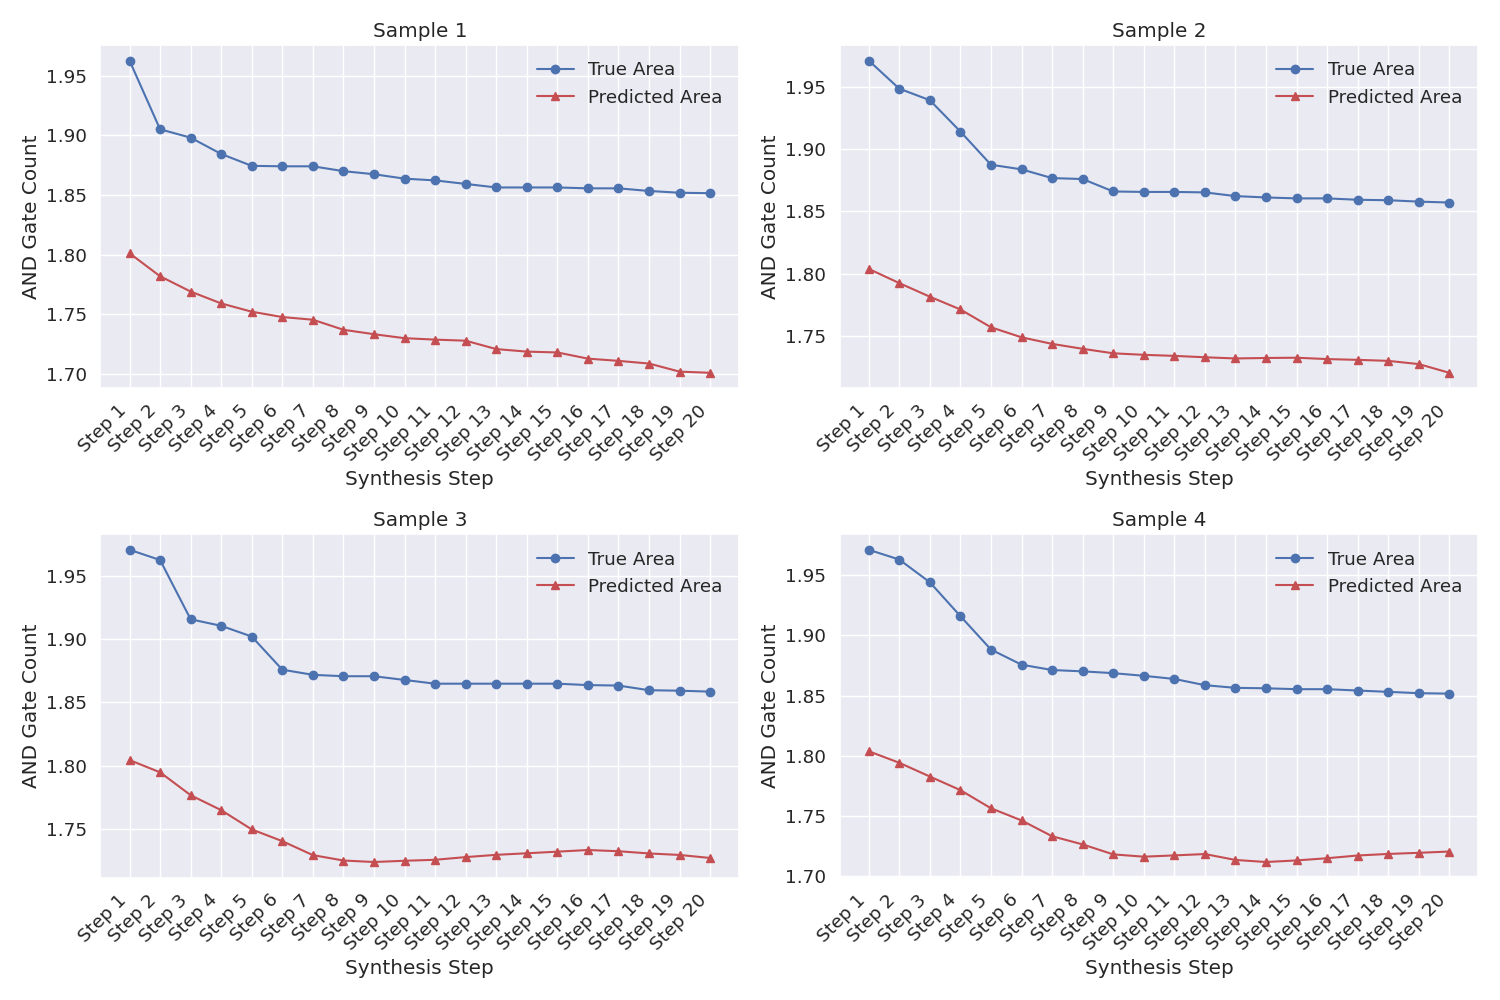 Sample 1
True Area
Predicted Area
AND Gate Count
1.95
1.90
1.85
1.80
1.75
1.70
Step 1
Step 2
Step 3
Step 4
Step 5
Step 6
Step 7
Step 8
Step 9
Step 10
Step 11
Step 12
Step 13
Step 14
Step 15
Step 16
Step 17
Step 18
Step 19
Step 20
Synthesis Step
Sample 2
True Area
Predicted Area
AND Gate Count
1.95
1.90
1.85
1.80
1.75
Step 1
Step 2
Step 3
Step 4
Step 5
Step 6
Step 7
Step 8
Step 9
Step 10
Step 11
Step 12
Step 13
Step 14
Step 15
Step 16
Step 17
Step 18
Step 19
Step 20
Synthesis Step
Sample 3
True Area
Predicted Area
AND Gate Count
1.95
1.90
1.85
1.80
1.75
Step 1
Step 2
Step 3
Step 4
Step 5
Step 6
Step 7
Step 8
Step 9
Step 10
Step 11
Step 12
Step 13
Step 14
Step 15
Step 16
Step 17
Step 18
Step 19
Step 20
Synthesis Step
Sample 4
True Area
Predicted Area
AND Gate Count
1.95
1.90
1.85
1.80
1.75
1.70
Step 1
Step 2
Step 3
Step 4
Step 5
Step 6
Step 7
Step 8
Step 9
Step 10
Step 11
Step 12
Step 13
Step 14
Step 15
Step 16
Step 17
Step 18
Step 19
Step 20
Synthesis Step